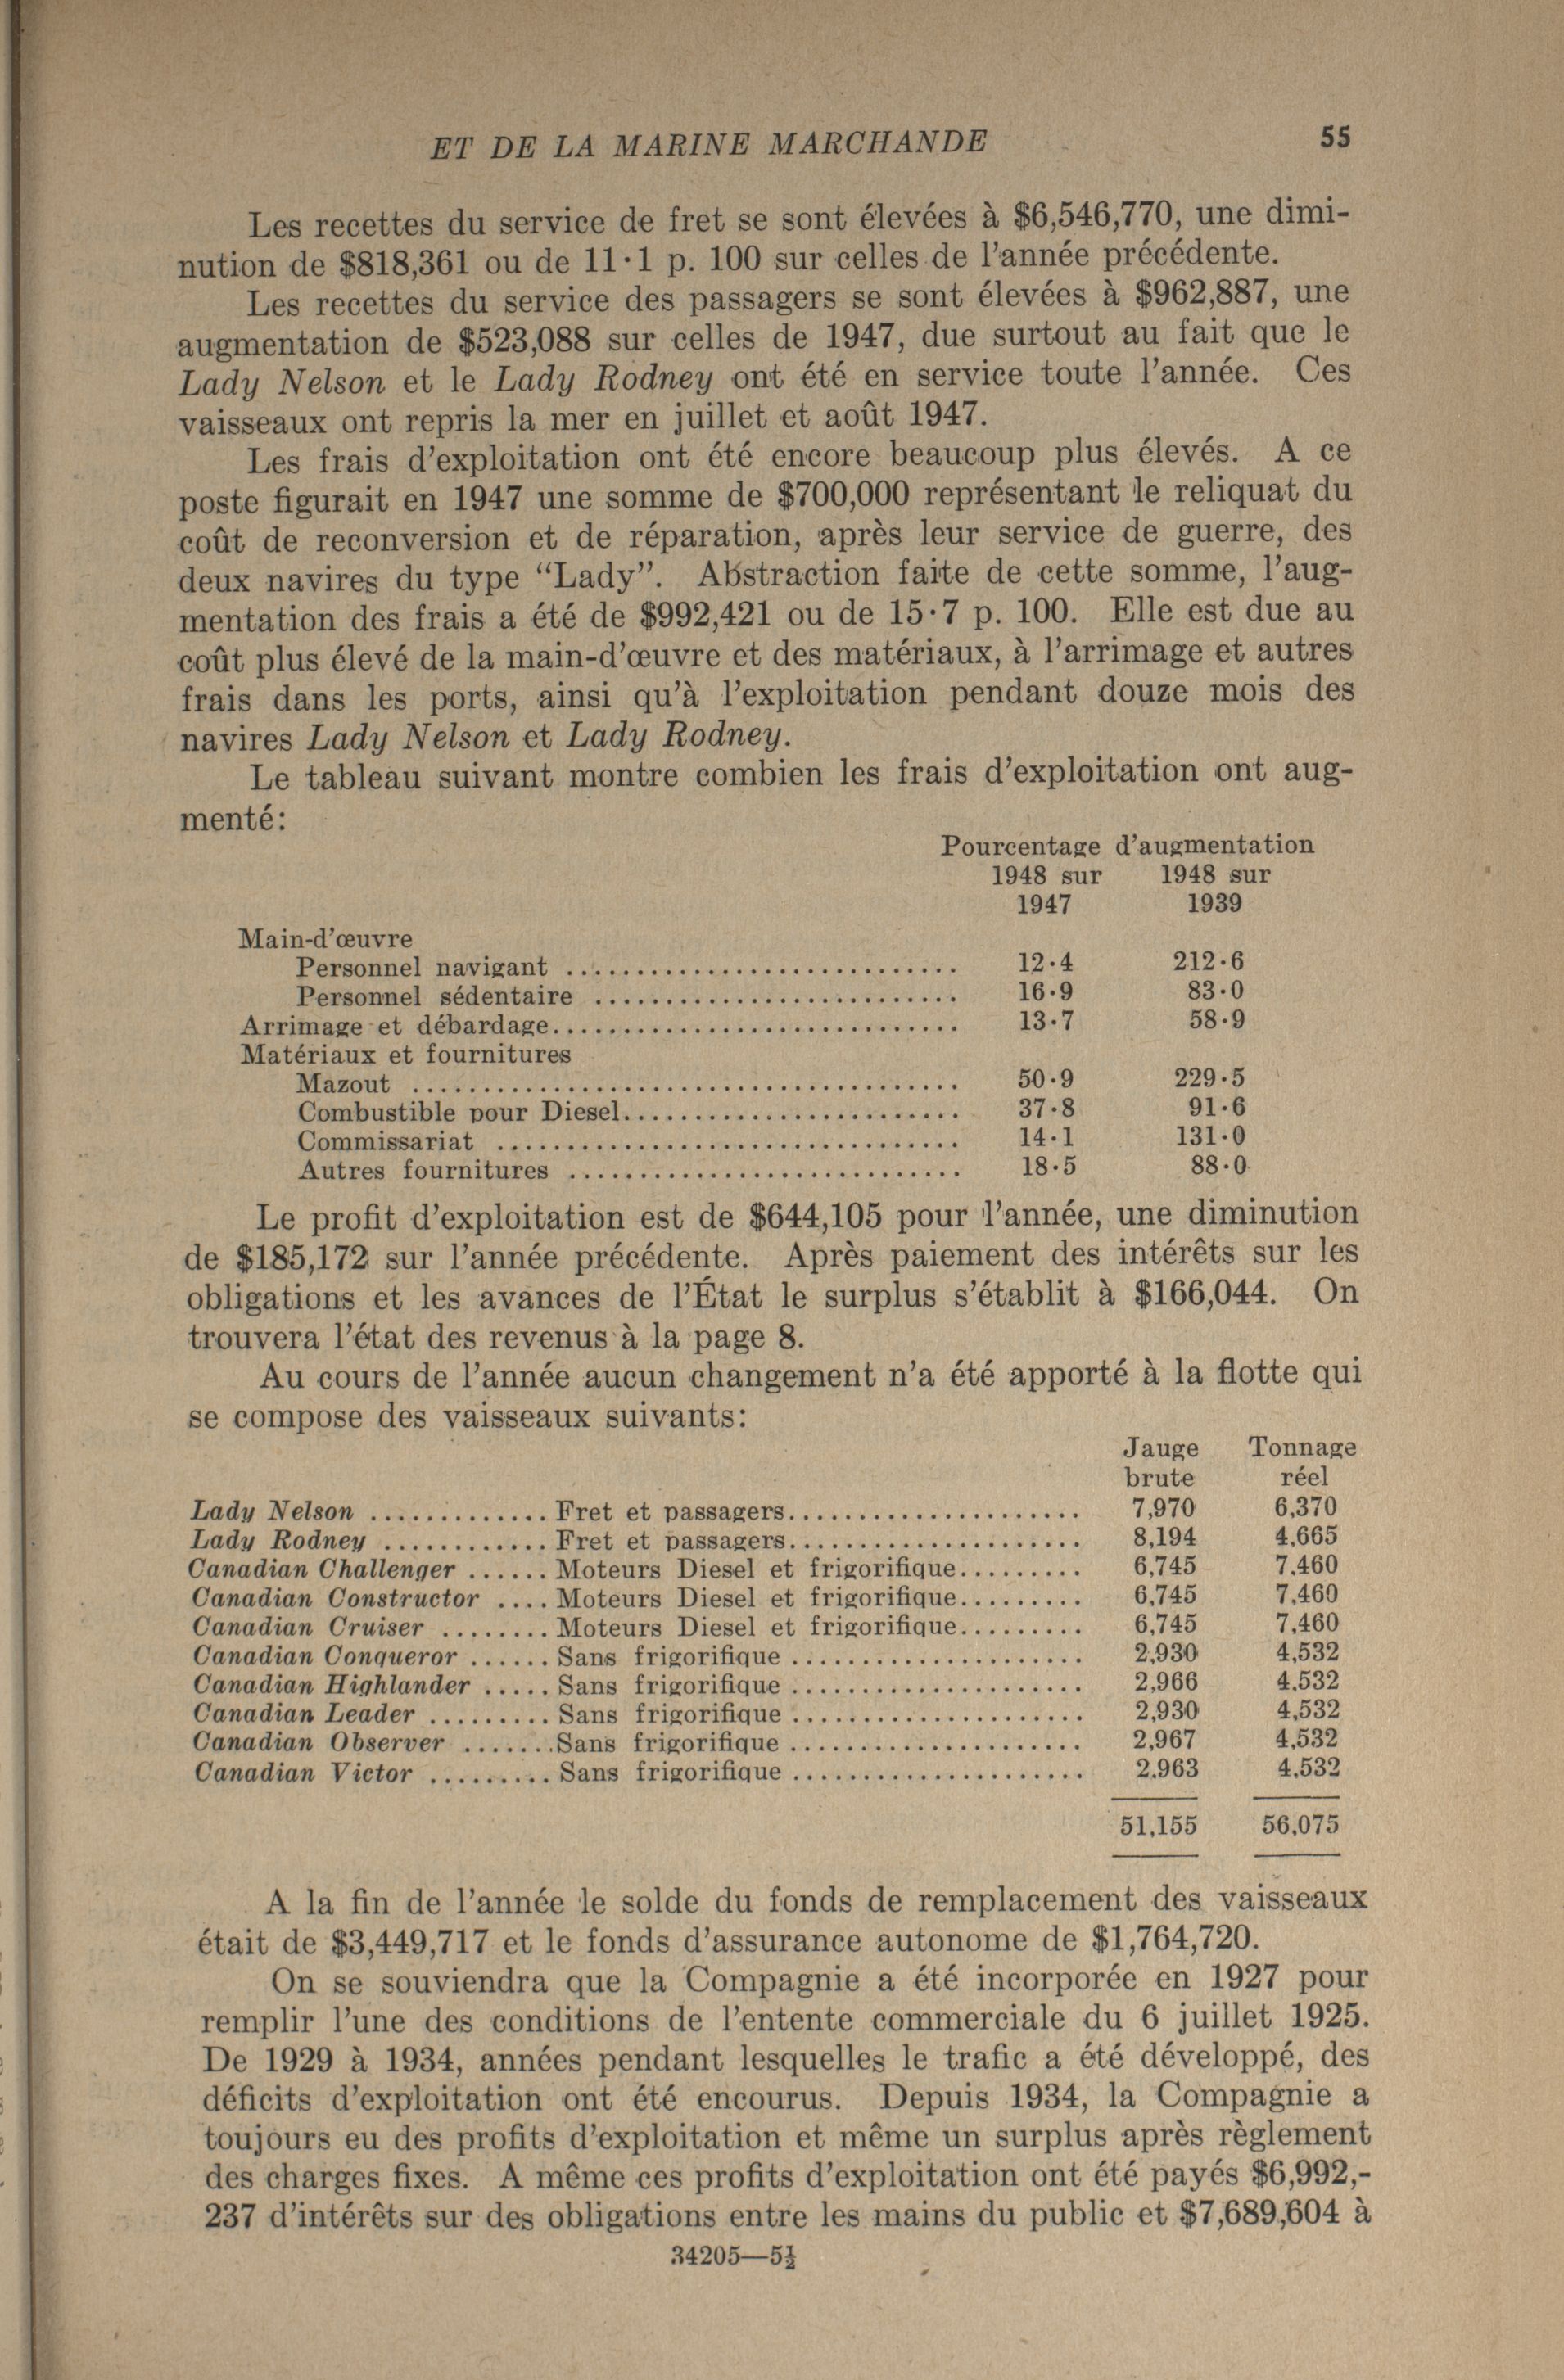 ET DE LA MARINE MARCHANDE 55
Les recettes du service de fret se sont élevées à $6,546,770, une dimi-
nution de $818,361 ou de 11·1 p. 100 sur celles de l'année précédente.
Les recettes du service des passagers se sont élevées à $962,887, une
augmentation de $523,088 sur celles de 1947, due surtout au fait que le
Lady Nelson et le Lady Rodney ont été en service toute l'année. Ces
vaisseaux ont repris la mer en juillet et août 1947.
Les frais d'exploitation ont été encore beaucoup plus élevés. A ce
poste figurait en 1947 une somme de $700,000 représentant le reliquat du
coût de reconversion et de réparation, après leur service de guerre, des
deux navires du type “Lady”. Abstraction faite de cette somme, l'aug-
mentation des frais a été de $992,421 ou de 15·7 p. 100. Elle est due au
coût plus élevé de la main-d'œuvre et des matériaux, à l'arrimage et autres
frais dans les ports, ainsi qu'à l'exploitation pendant douze mois des
navires Lady Nelson et Lady Rodney.
Le tableau suivant montre combien les frais d'exploitation ont aug-
menté:
Pourcentage d'augmentation
1948 sur 1948 sur
1947 1939
Main-d'œuvre
Personnel navigant ............................ 12·4 212·6
Personnel sédentaire .......................... 16·9 83·0
Arrimage et débardage............................. 13·7 58·9
Matériaux et fournitures
Mazout ....................................... 50·9 229·5
Combustible pour Diesel........................ 37·8 91·6
Commissariat ................................. 14·1 131·0
Autres fournitures ............................ 18·5 88·0
Le profit d'exploitation est de $644,105 pour l'année, une diminution
de $185,172 sur l'année précédente. Après paiement des intérêts sur les
obligations et les avances de l'État le surplus s'établit à $166,044. On
trouvera l'état des revenus à la page 8.
Au cours de l'année aucun changement n'a été apporté à la flotte qui
se compose des vaisseaux suivants:
Jauge Tonnage
brute réel
Lady Nelson ............. Fret et passagers..................... 7,970 6,370
Lady Rodney ............ Fret et passagers..................... 8,194 4,665
Canadian Challenger ...... Moteurs Diesel et frigorifique......... 6,745 7,460
Canadian Constructor .... Moteurs Diesel et frigorifique......... 6,745 7,460
Canadian Cruiser ........ Moteurs Diesel et frigorifique......... 6,745 7,460
Canadian Conqueror ...... Sans frigorifique ..................... 2,930 4,532
Canadian Highlander ..... Sans frigorifique ..................... 2,966 4,532
Canadian Leader ......... Sans frigorifique ..................... 2,930 4,532
Canadian Observer .......Sans frigorifique ..................... 2,967 4,532
Canadian Victor ......... Sans frigorifique ..................... 2,963 4,532
51,155 56,075
A la fin de l'année le solde du fonds de remplacement des vaisseaux
était de $3,449,717 et le fonds d'assurance autonome de $1,764,720.
On se souviendra que la Compagnie a été incorporée en 1927 pour
remplir l'une des conditions de l'entente commerciale du 6 juillet 1925.
De 1929 à 1934, années pendant lesquelles le trafic a été développé, des
déficits d'exploitation ont été encourus. Depuis 1934, la Compagnie a
toujours eu des profits d'exploitation et même un surplus après règlement
des charges fixes. A même ces profits d'exploitation ont été payés $6,992,-
237 d'intérêts sur des obligations entre les mains du public et $7,689,604 à
34205—5½